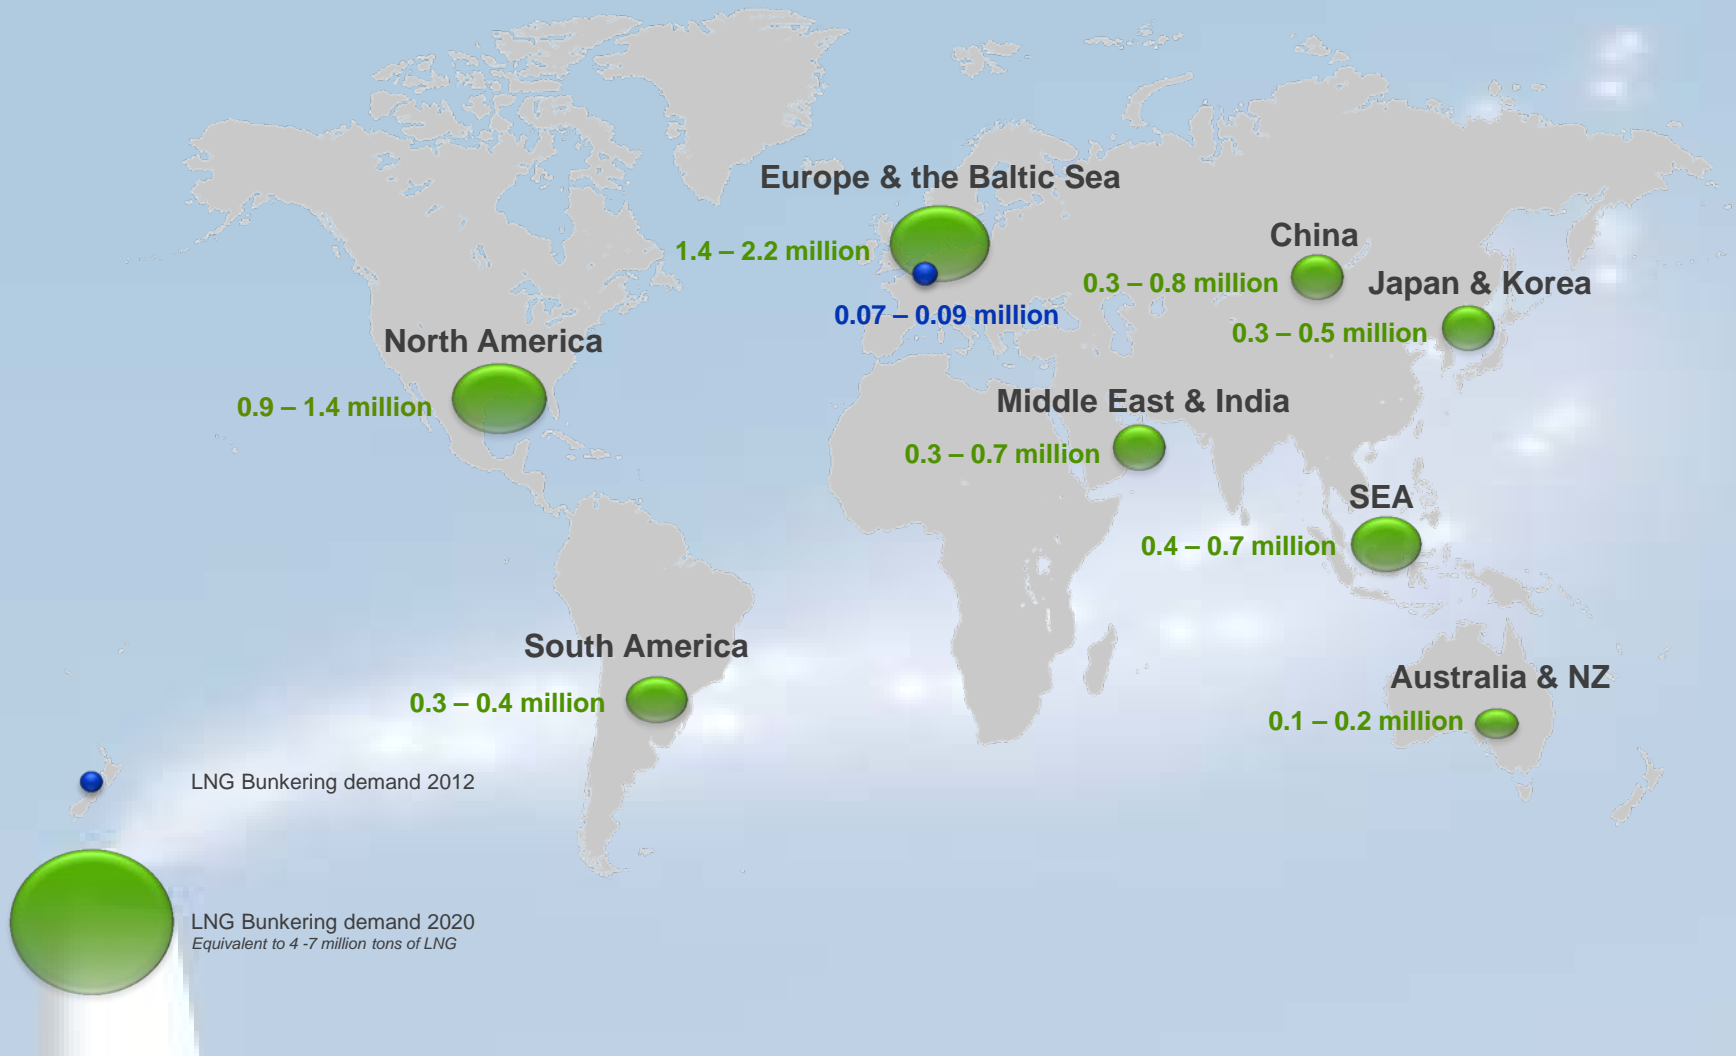 Europe & the Baltic Sea
1.4 – 2.2 million
0.07 – 0.09 million
China
0.3 – 0.8 million
Japan & Korea
0.3 – 0.5 million
North America
0.9 – 1.4 million
Middle East & India
0.3 – 0.7 million
SEA
0.4 – 0.7 million
South America
0.3 – 0.4 million
Australia & NZ
0.1 – 0.2 million
LNG Bunkering demand 2012
LNG Bunkering demand 2020
Equivalent to 4 -7 million tons of LNG